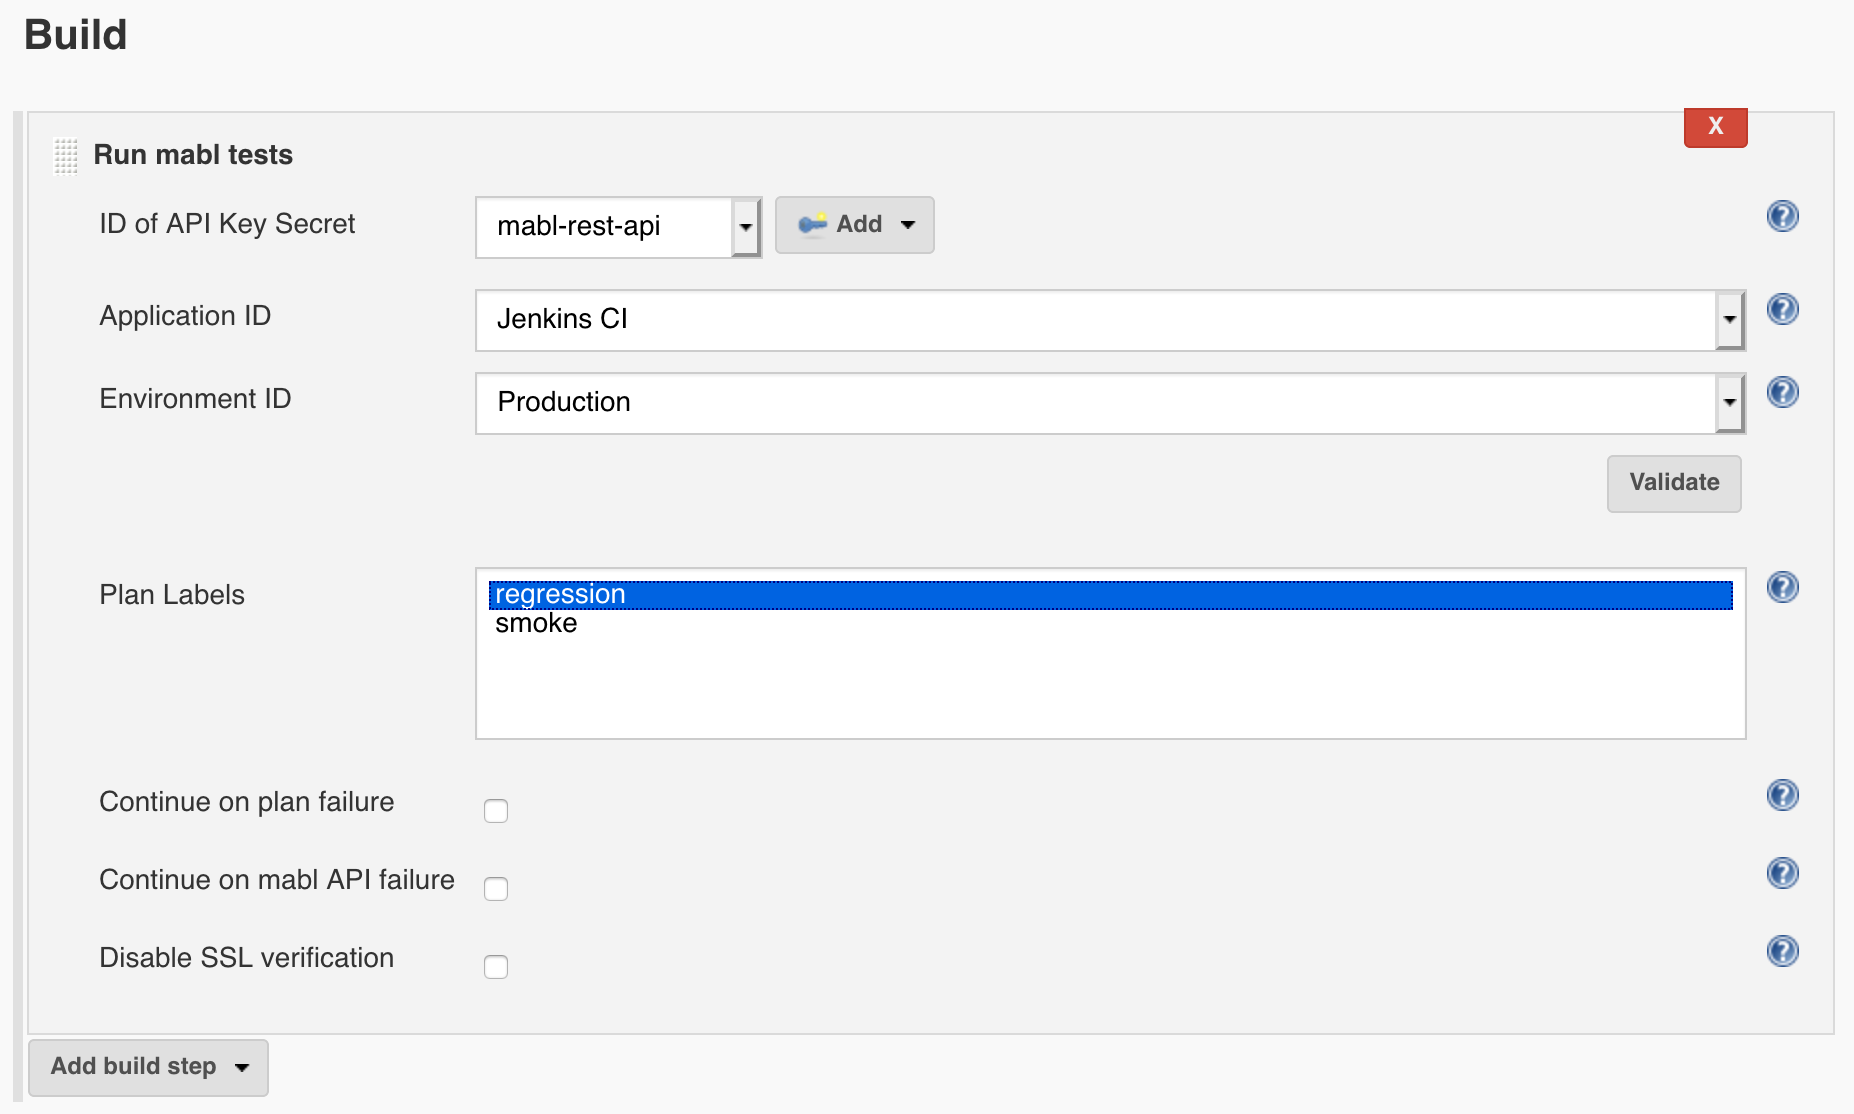 Build
X
Run mabl tests
ID of API Key Secret mabl-rest-api Add ?
Application ID Jenkins CI ?
Environment ID Production ?
Validate
Plan Labels regression ?
smoke
Continue on plan failure ?
Continue on mabl API failure ?
Disable SSL verification ?
Add build step